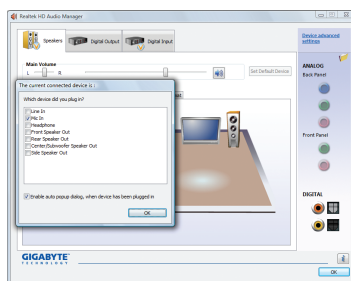 Realtek HD Audio Manager
Speakers
Digital Output
Digital Input
Device advanced
settings
Main Volume
L
R
Set Default Device
ANALOG
Back Panel
The current connected device is :
Which device did you plug in?
Line In
Mic In
Headphone
Front Speaker Out
Rear Speaker Out
Center/Subwoofer Speaker Out
Side Speaker Out
Front Panel
Enable auto popup dialog, when device has been plugged in
OK
DIGITAL
GIGABYTE
TECHNOLOGY
OK